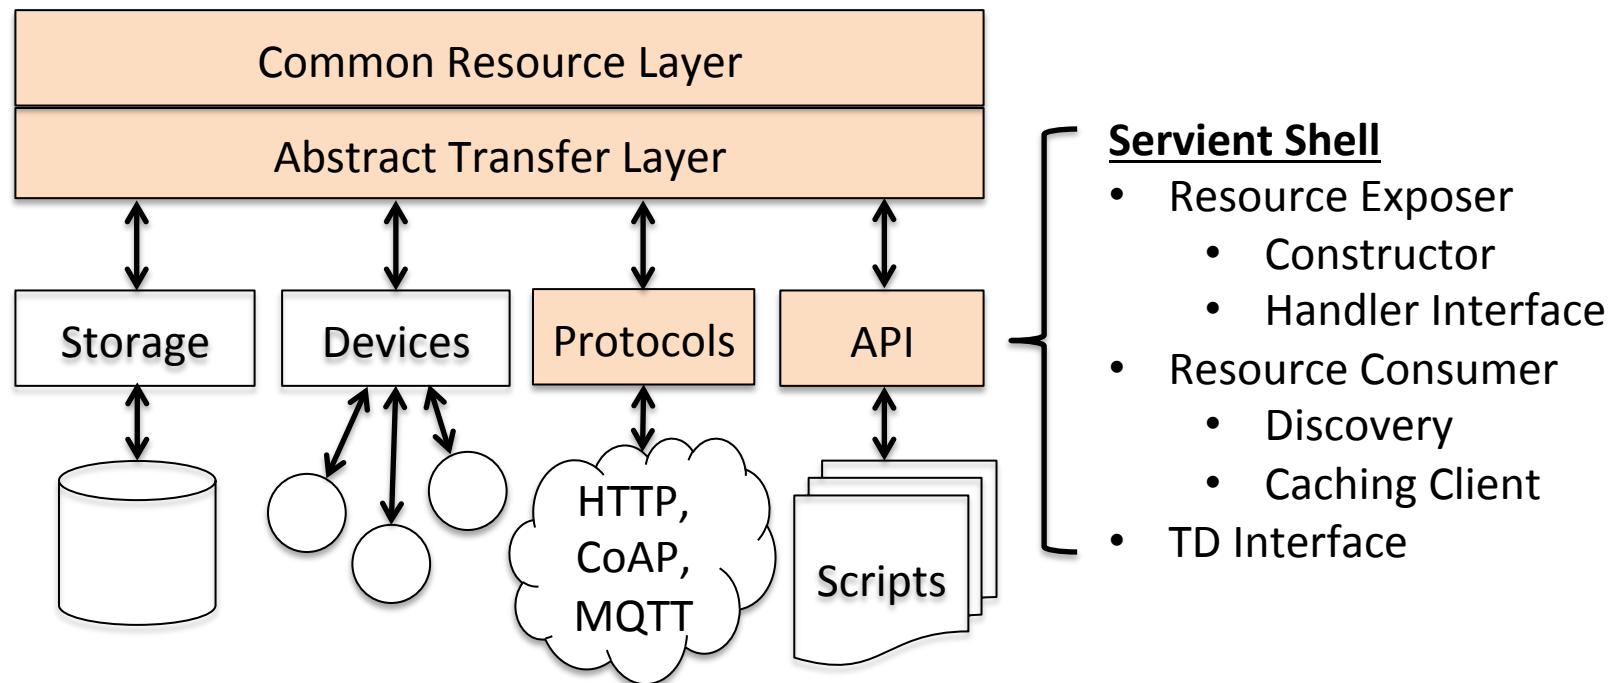 Common Resource Layer
Abstract Transfer Layer
Storage
Devices
Protocols
API
HTTP,
CoAP,
MQTT
Scripts
Servient Shell
• Resource Exposer
• Constructor
• Handler Interface
• Resource Consumer
• Discovery
• Caching Client
• TD Interface